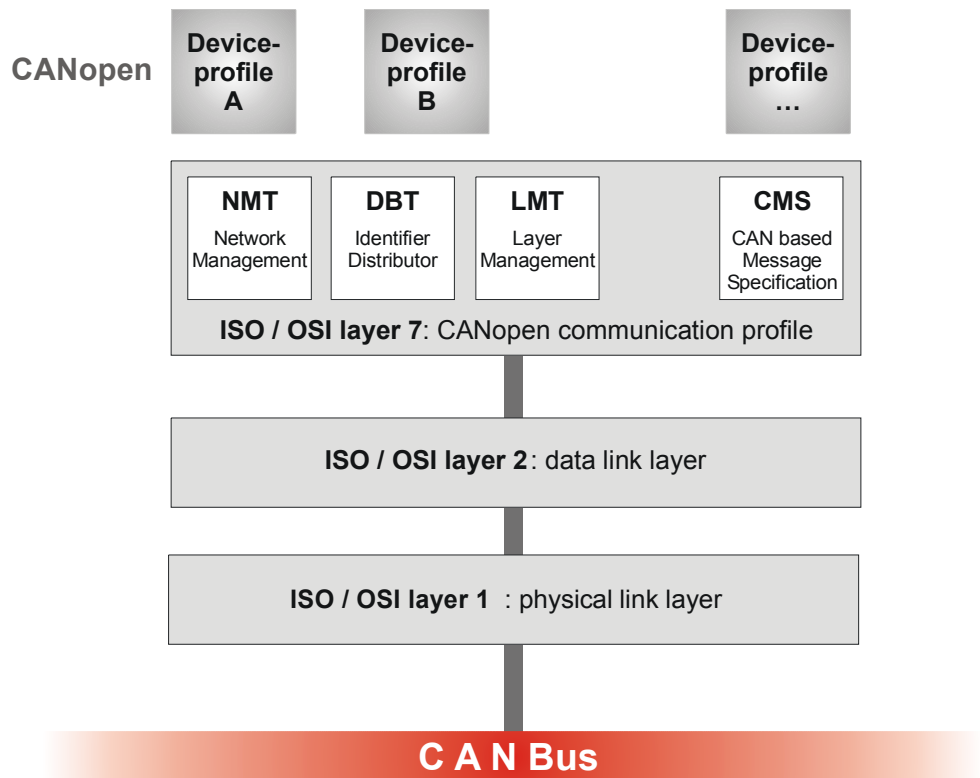 CANopen
Device-
profile
A
Device-
profile
B
Device-
profile
...
NMT
Network
Management
DBT
Identifier
Distributor
LMT
Layer
Management
CMS
CAN based
Message
Specification
ISO / OSI layer 7: CANopen communication profile
ISO / OSI layer 2: data link layer
ISO / OSI layer 1 : physical link layer
CAN Bus